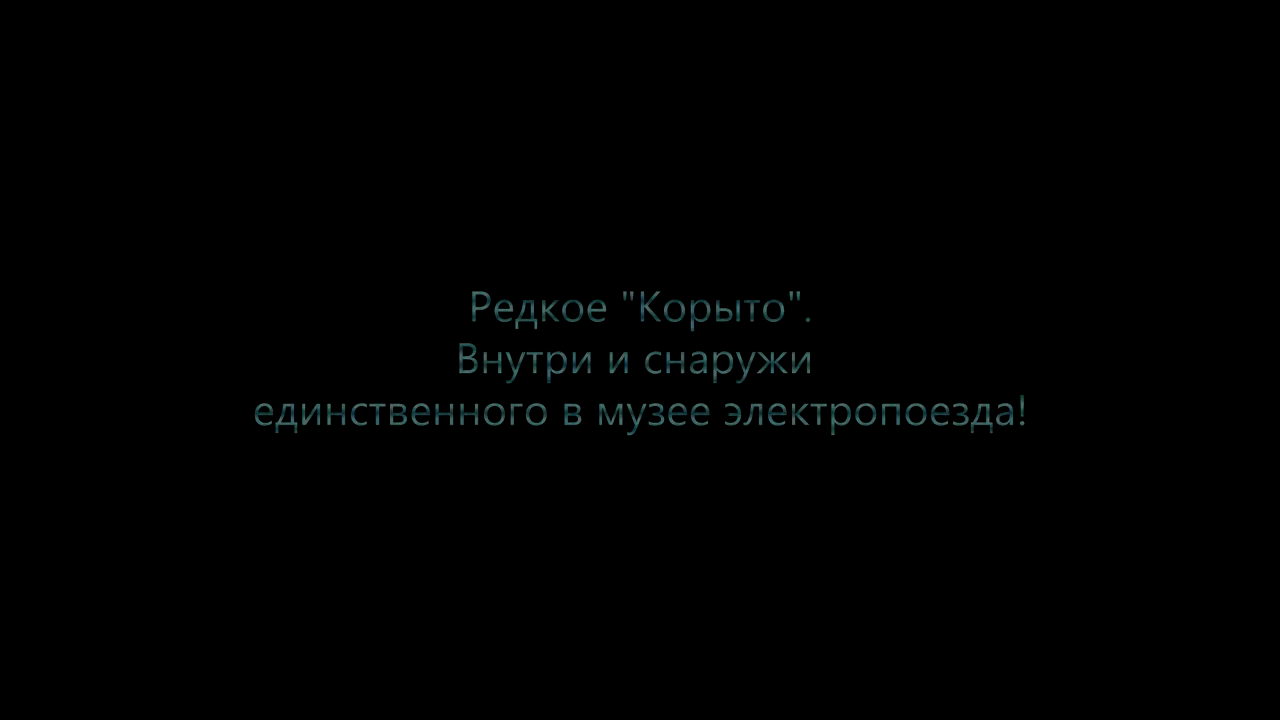 Редкое "Корыто".
Внутри и снаружи
единственного в музее электропоезда!